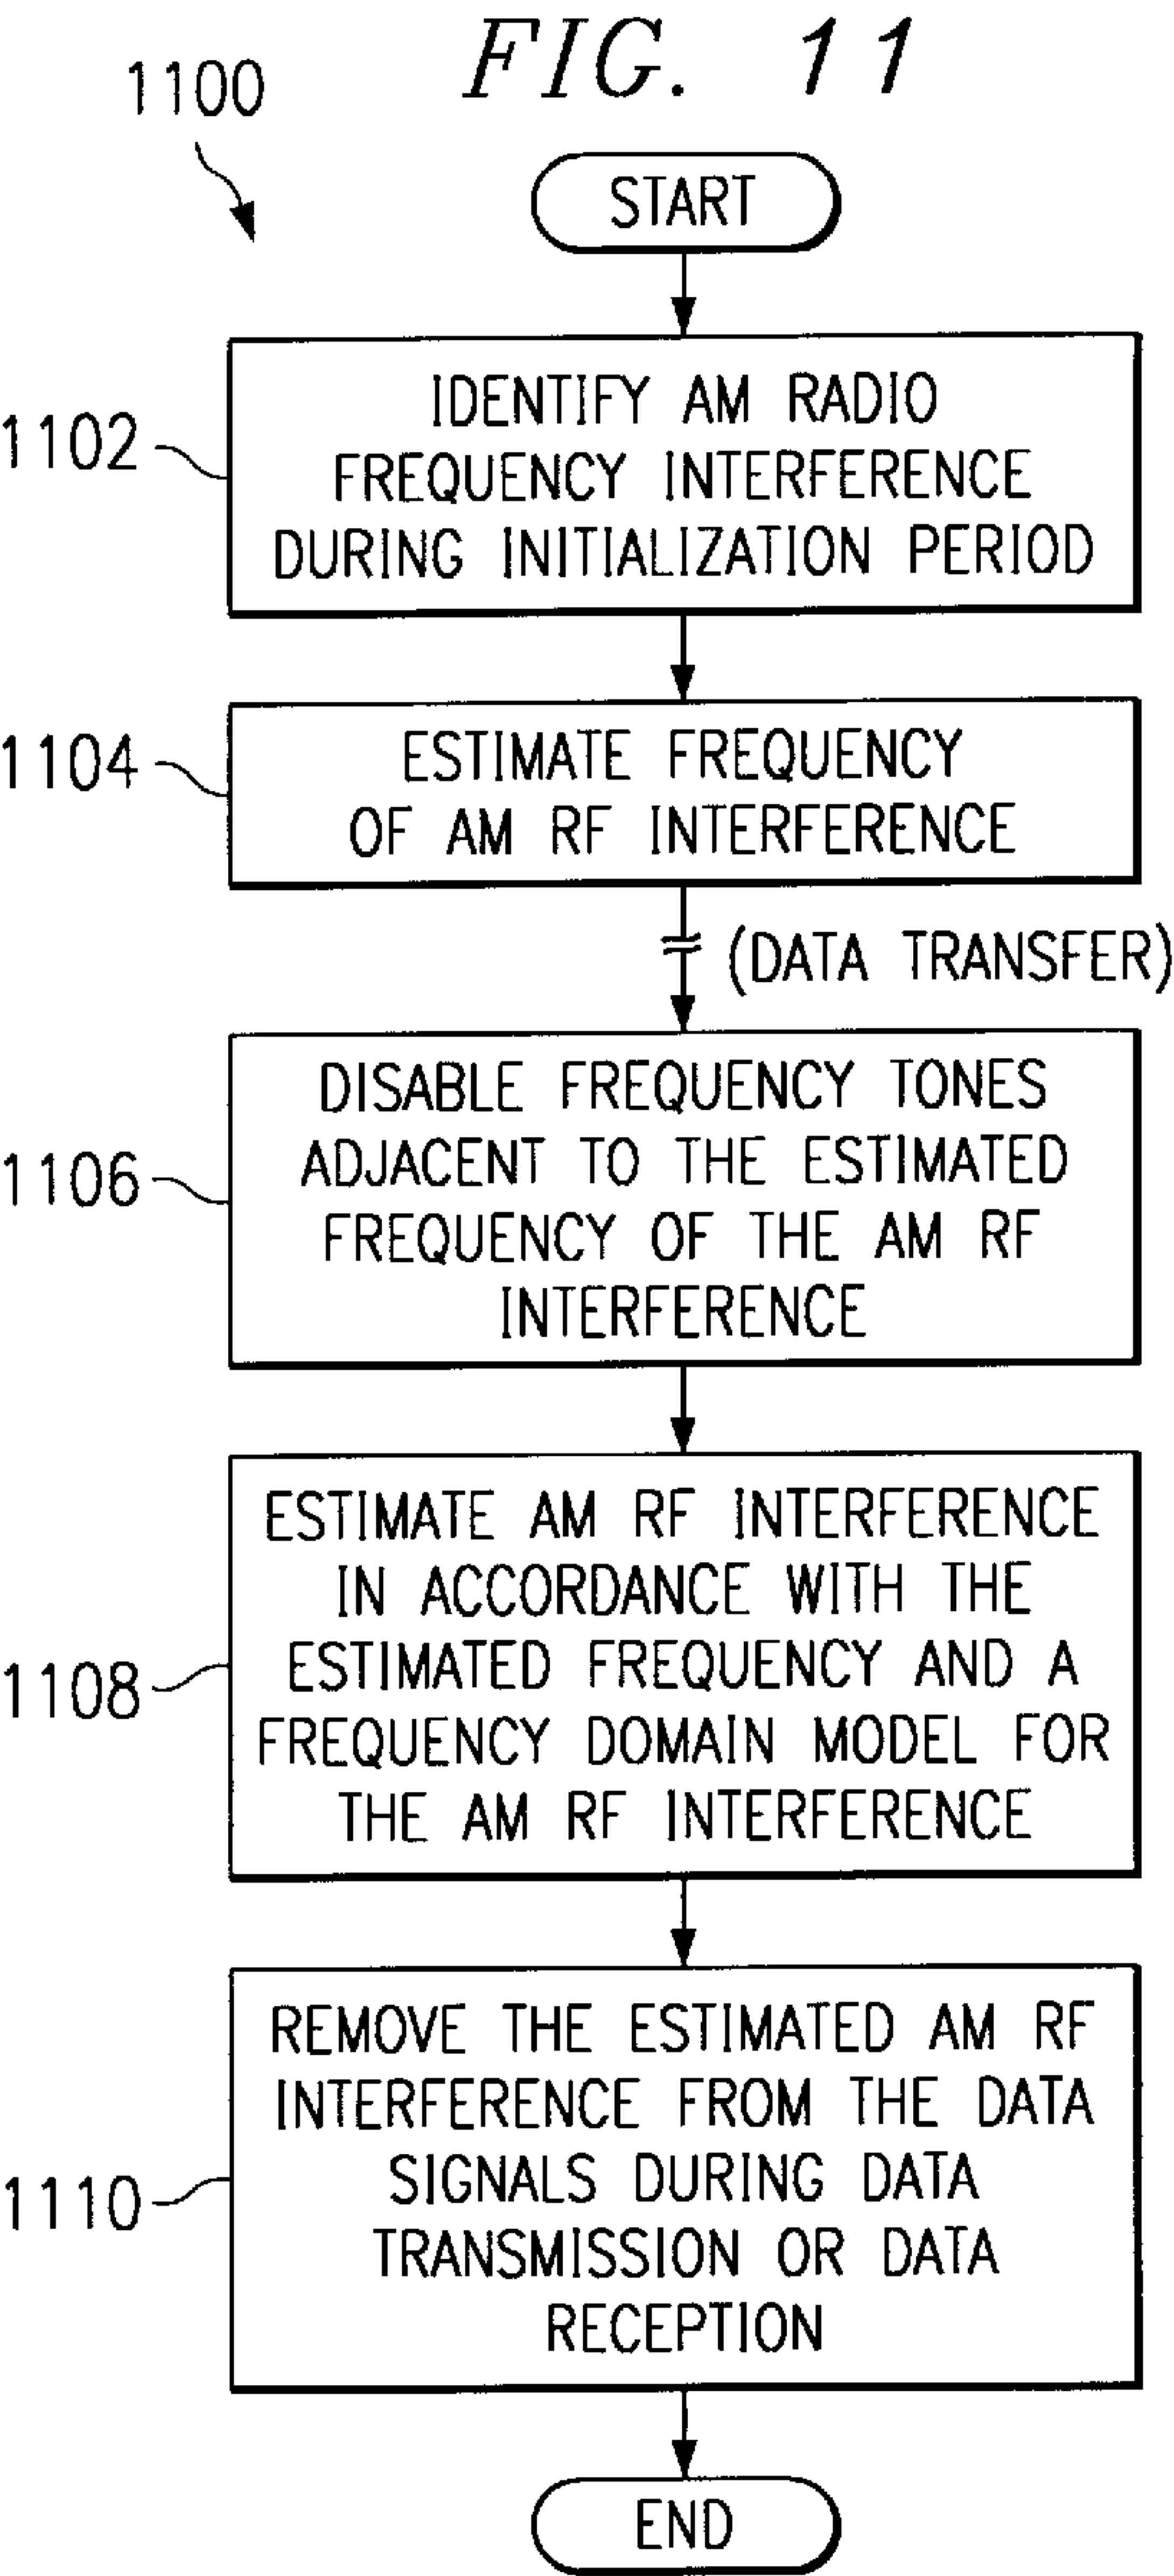 FIG. 11
1100
START
1102
IDENTIFY AM RADIO
FREQUENCY INTERFERENCE
DURING INITIALIZATION PERIOD
1104
ESTIMATE FREQUENCY
OF AM RF INTERFERENCE
(DATA TRANSFER)
1106
DISABLE FREQUENCY TONES
ADJACENT TO THE ESTIMATED
FREQUENCY OF THE AM RF
INTERFERENCE
1108
ESTIMATE AM RF INTERFERENCE
IN ACCORDANCE WITH THE
ESTIMATED FREQUENCY AND A
FREQUENCY DOMAIN MODEL FOR
THE AM RF INTERFERENCE
1110
REMOVE THE ESTIMATED AM RF
INTERFERENCE FROM THE DATA
SIGNALS DURING DATA
TRANSMISSION OR DATA
RECEPTION
END